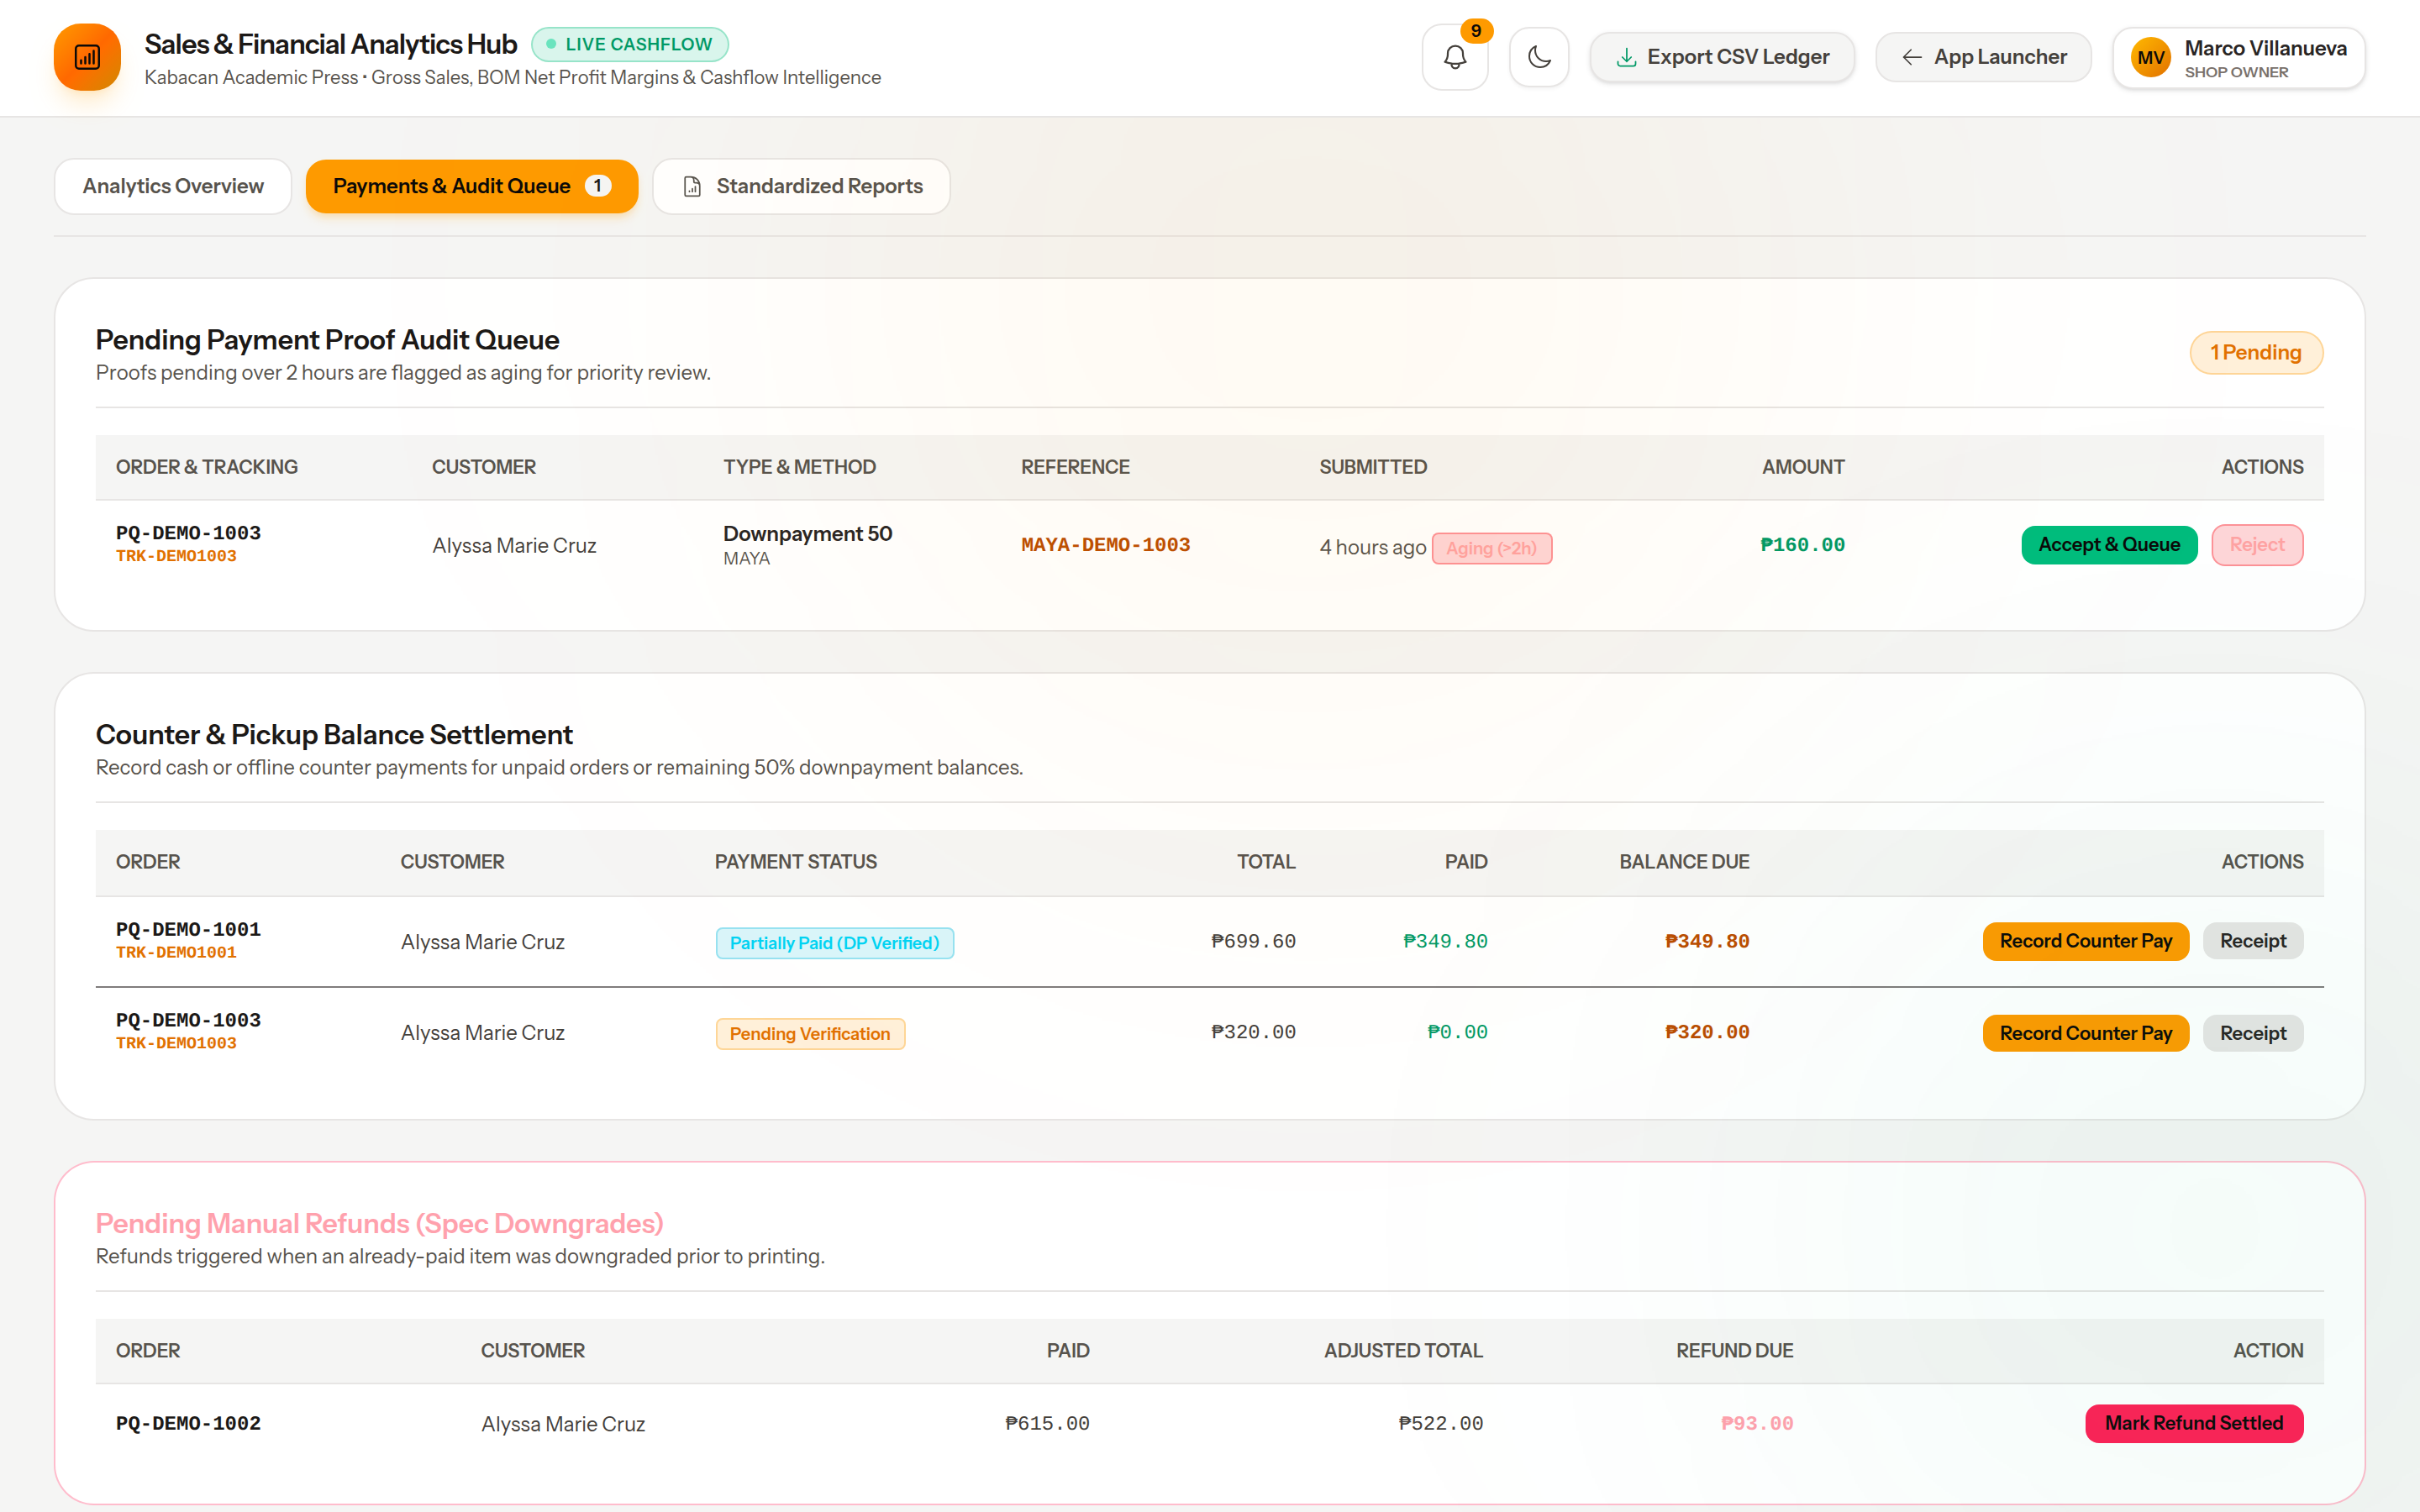 Sales & Financial Analytics Hub
LIVE CASHFLOW
Kabacan Academic Press • Gross Sales, BOM Net Profit Margins & Cashflow Intelligence
9
Export CSV Ledger
App Launcher
MV
Marco Villanueva
SHOP OWNER
Analytics Overview
Payments & Audit Queue 1
Standardized Reports
Pending Payment Proof Audit Queue
Proofs pending over 2 hours are flagged as aging for priority review.
1 Pending
ORDER & TRACKING CUSTOMER TYPE & METHOD REFERENCE SUBMITTED AMOUNT ACTIONS
PQ-DEMO-1003
TRK-DEMO1003
Alyssa Marie Cruz
Downpayment 50
MAYA
MAYA-DEMO-1003
4 hours ago Aging (>2h)
₱160.00
Accept & Queue
Reject
Counter & Pickup Balance Settlement
Record cash or offline counter payments for unpaid orders or remaining 50% downpayment balances.
ORDER CUSTOMER PAYMENT STATUS TOTAL PAID BALANCE DUE ACTIONS
PQ-DEMO-1001
TRK-DEMO1001
Alyssa Marie Cruz
Partially Paid (DP Verified)
₱699.60
₱349.80
₱349.80
Record Counter Pay
Receipt
PQ-DEMO-1003
TRK-DEMO1003
Alyssa Marie Cruz
Pending Verification
₱320.00
₱0.00
₱320.00
Record Counter Pay
Receipt
Pending Manual Refunds (Spec Downgrades)
Refunds triggered when an already-paid item was downgraded prior to printing.
ORDER CUSTOMER PAID ADJUSTED TOTAL REFUND DUE ACTION
PQ-DEMO-1002
Alyssa Marie Cruz
₱615.00
₱522.00
₱93.00
Mark Refund Settled